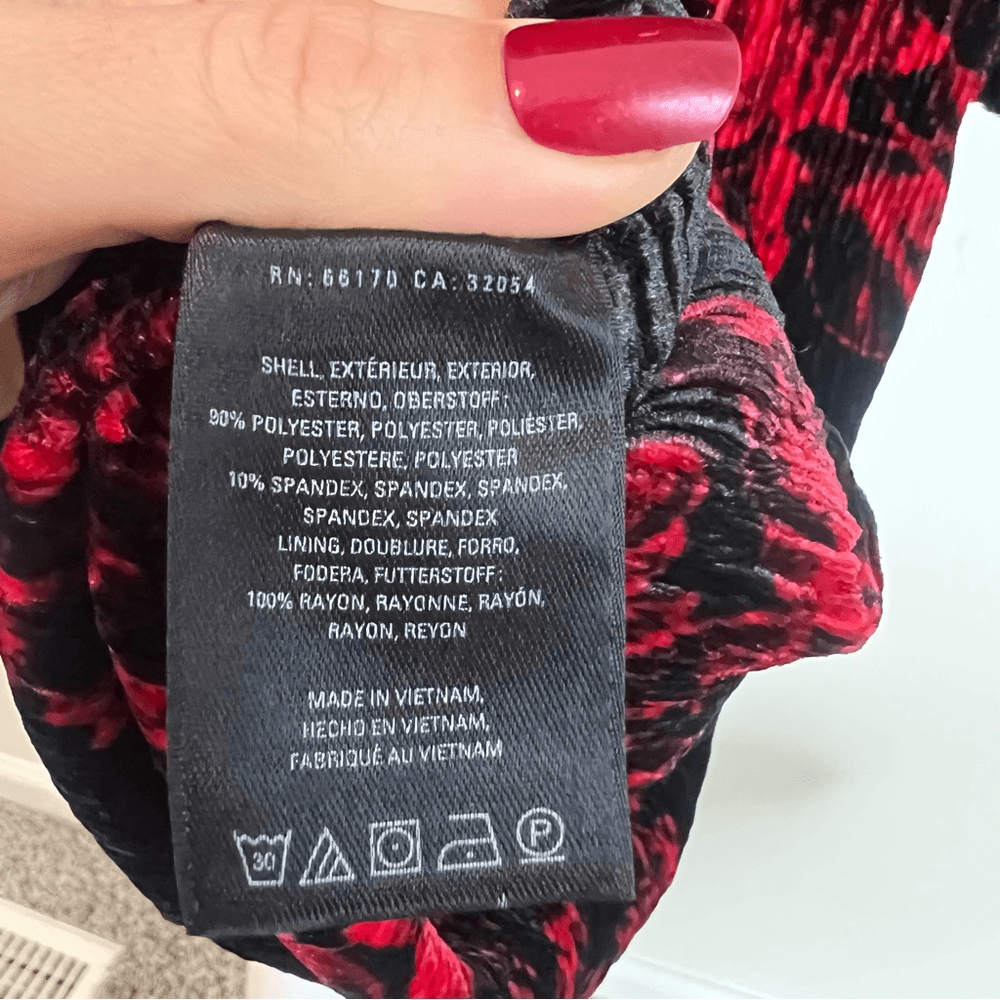 RN: 66170 CA: 32054
SHELL, EXTÉRIEUR, EXTERIOR,
ESTERNO, OBERSTOFF:
90% POLYESTER, POLYESTER, POLIÉSTER,
POLYESTERE, POLYESTER
10% SPANDEX, SPANDEX, SPANDEX,
SPANDEX, SPANDEX
LINING, DOUBLURE, FORRO,
FODERA, FUTTERSTOFF:
100% RAYON, RAYONNE, RAYÓN,
RAYON, REYON
MADE IN VIETNAM,
HECHO EN VIETNAM,
FABRIQUÉ AU VIETNAM
30 P